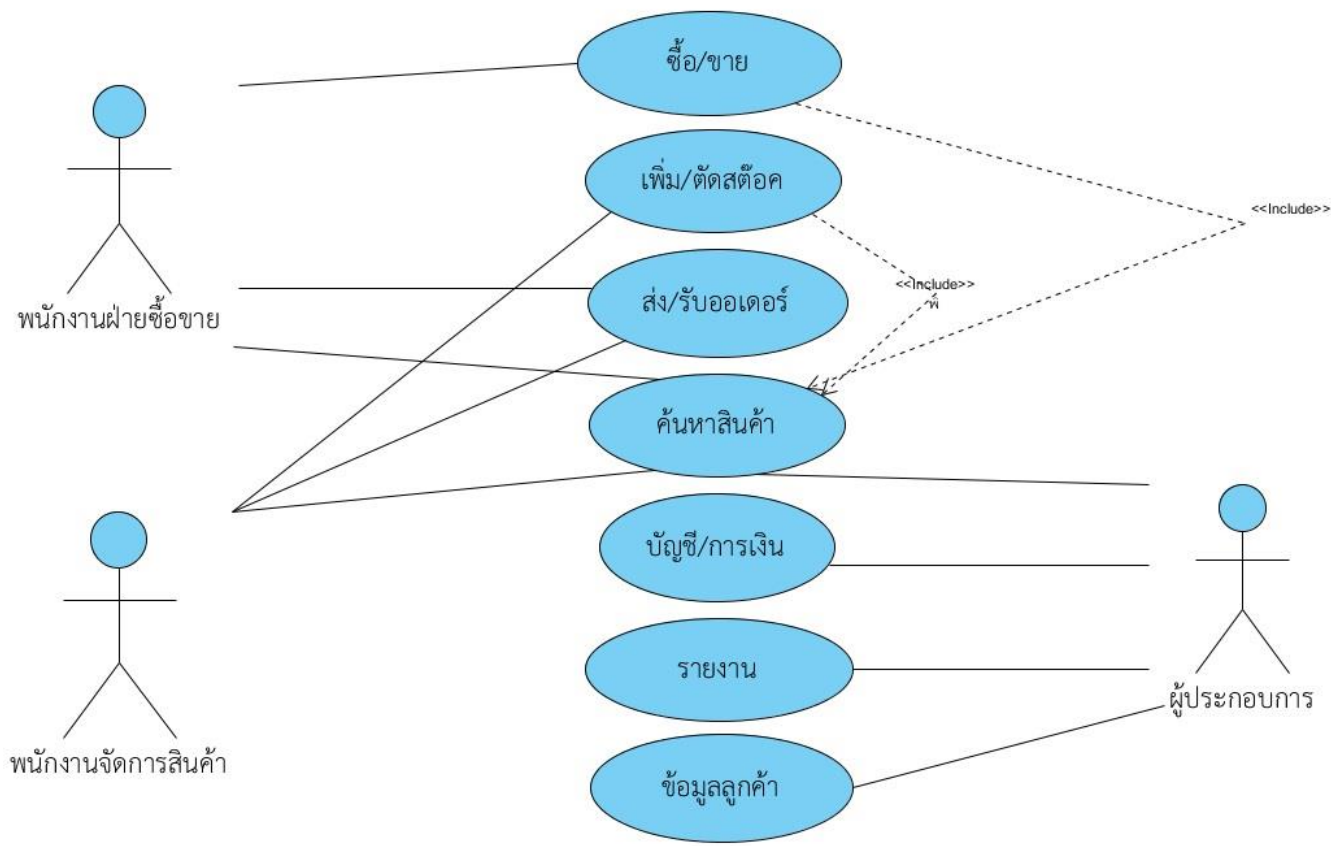 ซื้อ/ขาย
เพิ่ม/ตัดสต๊อค
<<Include>>
<<Include>>
พ์
ส่ง/รับออเดอร์
พนักงานฝ่ายซื้อขาย
ค้นหาสินค้า
บัญชี/การเงิน
รายงาน
ผู้ประกอบการ
พนักงานจัดการสินค้า
ข้อมูลลูกค้า